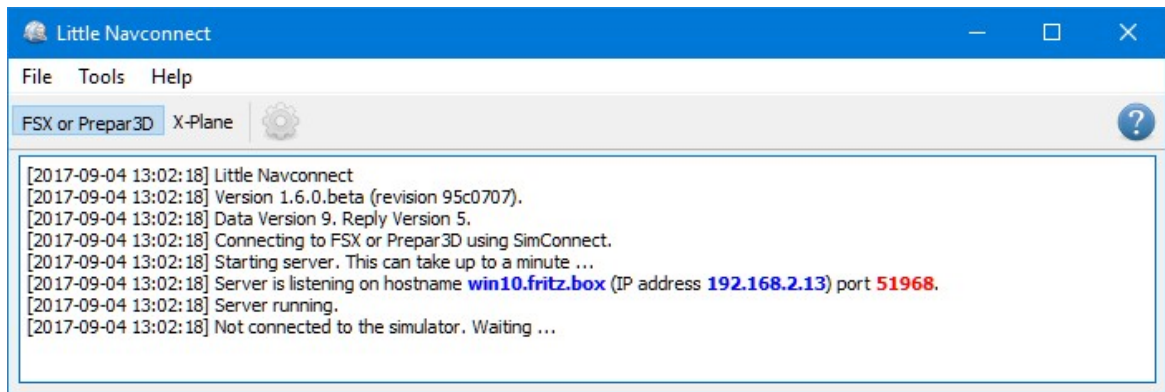 Little Navconnect
File Tools Help
FSX or Prepar3D X-Plane
[2017-09-04 13:02:18] Little Navconnect
[2017-09-04 13:02:18] Version 1.6.0.beta (revision 95c0707).
[2017-09-04 13:02:18] Data Version 9. Reply Version 5.
[2017-09-04 13:02:18] Connecting to FSX or Prepar3D using SimConnect.
[2017-09-04 13:02:18] Starting server. This can take up to a minute ...
[2017-09-04 13:02:18] Server is listening on hostname win10.fritz.box (IP address 192.168.2.13) port 51968.
[2017-09-04 13:02:18] Server running.
[2017-09-04 13:02:18] Not connected to the simulator. Waiting ...